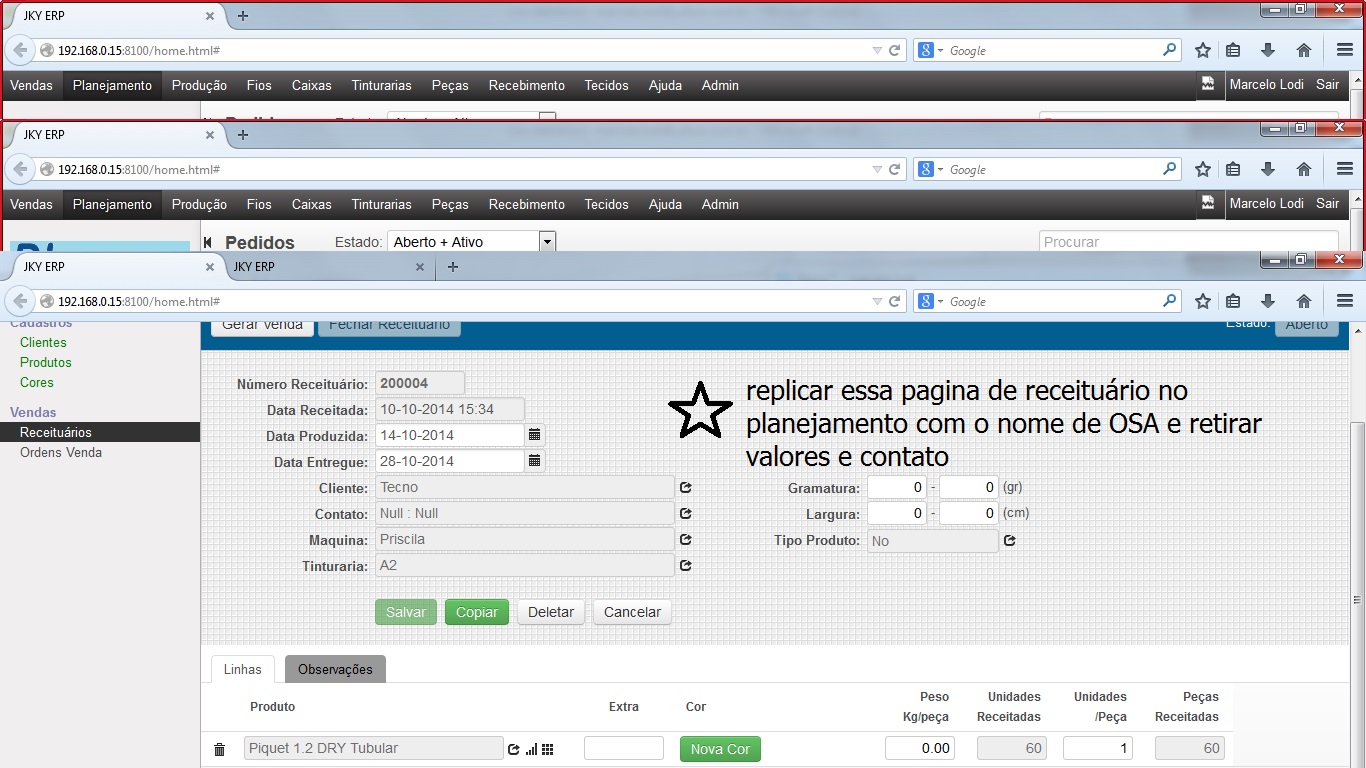 JKY ERP
192.168.0.15:8100/home.html#
Google
Vendas Planejamento Produção Fios Caixas Tinturarias Peças Recebimento Tecidos Ajuda Admin Marcelo Lodi Sair
JKY ERP
192.168.0.15:8100/home.html#
Google
Vendas Planejamento Produção Fios Caixas Tinturarias Peças Recebimento Tecidos Ajuda Admin Marcelo Lodi Sair
Pedidos Estado: Aberto + Ativo Procurar
JKY ERP JKY ERP
192.168.0.15:8100/home.html#
Google
Cadastros Gerar Venda Fechar Receituário Estado: Aberto
Clientes
Produtos
Cores
Vendas
Receituários
Ordens Venda
Número Receituário: 200004
Data Receitada: 10-10-2014 15:34
Data Produzida: 14-10-2014
Data Entregue: 28-10-2014
Cliente: Tecno
Contato: Null : Null
Maquina: Priscila
Tinturaria: A2
replicar essa pagina de receituário no
planejamento com o nome de OSA e retirar
valores e contato
Gramatura: 0 - 0 (gr)
Largura: 0 - 0 (cm)
Tipo Produto: No
Salvar Copiar Deletar Cancelar
Linhas Observações
Produto Extra Cor Peso Kg/peça Unidades Receitadas Unidades /Peça Peças Receitadas
Piquet 1.2 DRY Tubular Nova Cor 0.00 60 1 60